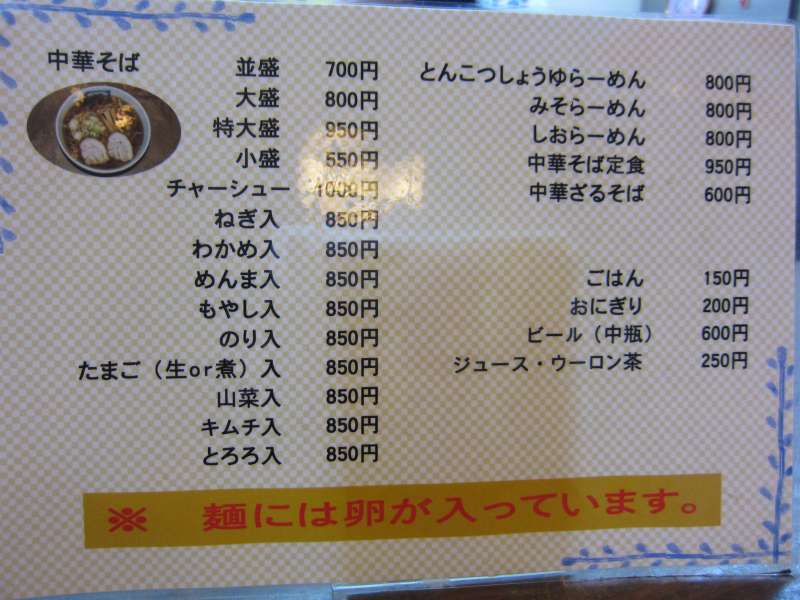 中華そば
並盛 700円
大盛 800円
特大盛 950円
小盛 550円
チャーシュー 1000円
ねぎ入 850円
わかめ入 850円
めんま入 850円
もやし入 850円
のり入 850円
たまご（生or煮）入 850円
山菜入 850円
キムチ入 850円
とろろ入 850円
とんこつしょうゆらーめん 800円
みそらーめん 800円
しおらーめん 800円
中華そば定食 950円
中華ざるそば 600円
ごはん 150円
おにぎり 200円
ビール（中瓶） 600円
ジュース・ウーロン茶 250円
※ 麺には卵が入っています。